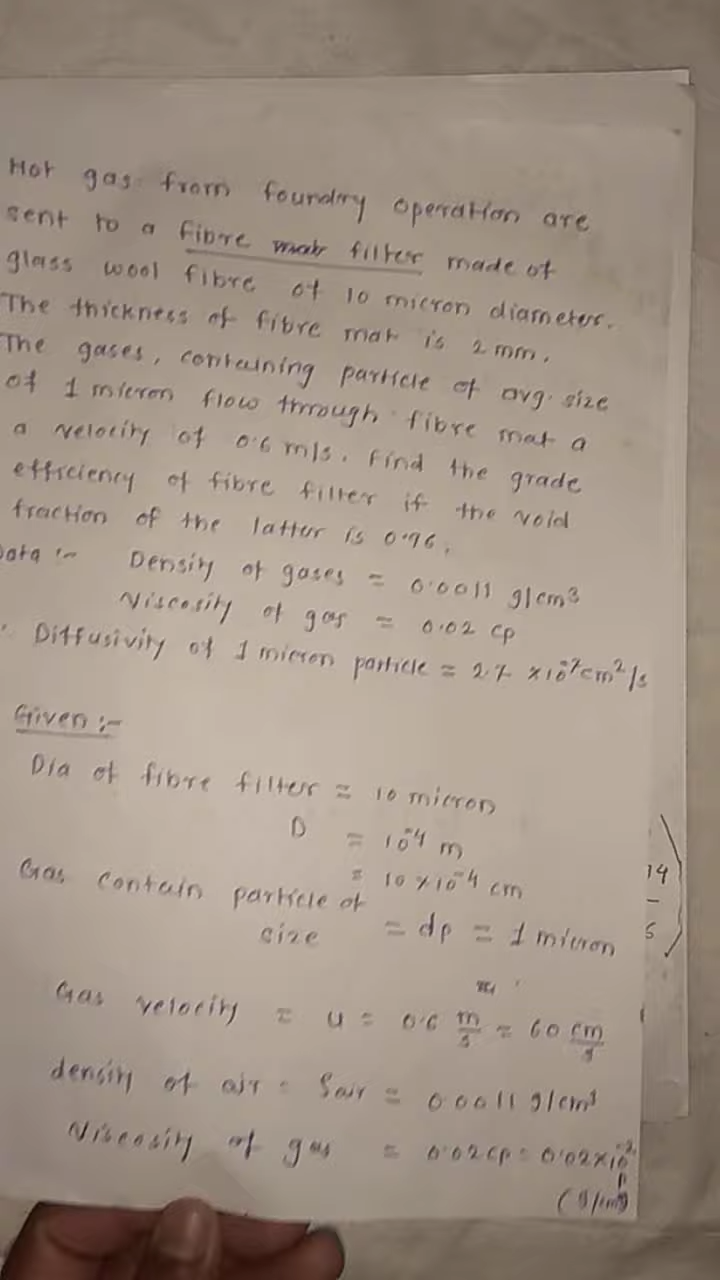 Hot gas from foundry operation are
sent to a fibre mat filter made of
glass wool fibre of 10 micron diameter.
The thickness of fibre mat is 2 mm.
The gases, containing particle of avg. size
of 1 micron flow through fibre mat a
a velocity of 0.6 m/s. Find the grade
efficiency of fibre filter if the void
fraction of the latter is 0.96.
Data :- Density of gases = 0.0011 g/cm3
Viscosity of gas = 0.02 cp
Diffusivity of 1 micron particle = 2.7 × 10^-7 cm2/s
Given :-
Dia of fibre filter = 10 micron
D = 10^-4 m
= 10 × 10^-4 cm
Gas contain particle of
size = dp = 1 micron
Gas velocity = u = 0.6 m/s = 60 cm/s
density of air = ρair = 0.0011 g/cm3
Viscosity of gas = 0.02 cp = 0.02 × 10^-2
p
14
5